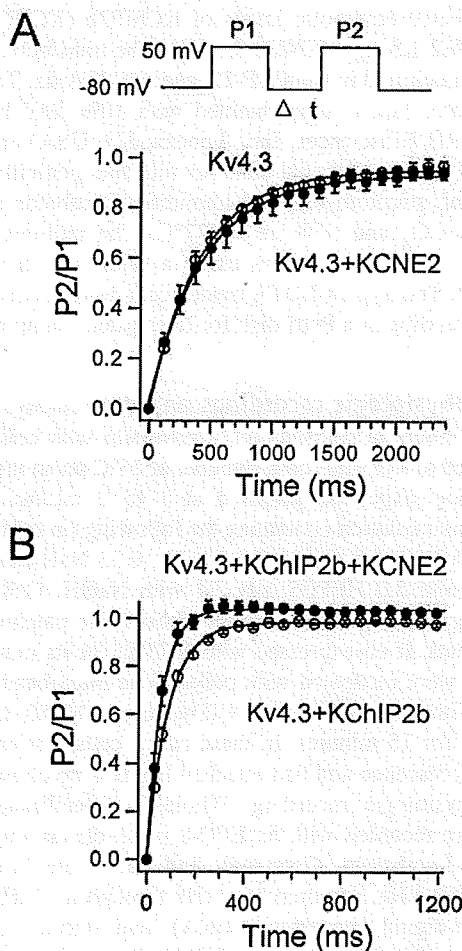 A
P1
P2
50 mV
-80 mV
Δ t
Kv4.3
Kv4.3+KCNE2
P2/P1
1.0
0.8
0.6
0.4
0.2
0.0
0
500
1000
1500
2000
Time (ms)
B
Kv4.3+KChIP2b+KCNE2
Kv4.3+KChIP2b
P2/P1
1.0
0.8
0.6
0.4
0.2
0.0
0
400
800
1200
Time (ms)